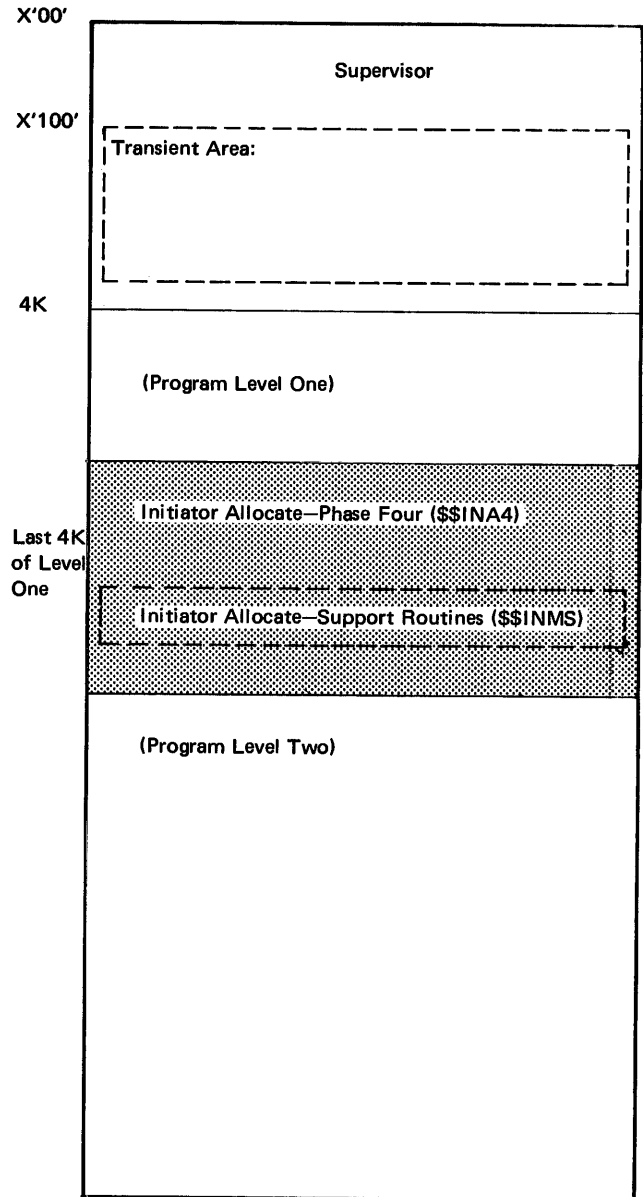 X'00'
Supervisor
X'100'
Transient Area:
4K
(Program Level One)
Initiator Allocate—Phase Four ($$INA4)
Last 4K
of Level
One
Initiator Allocate—Support Routines ($$INMS)
(Program Level Two)